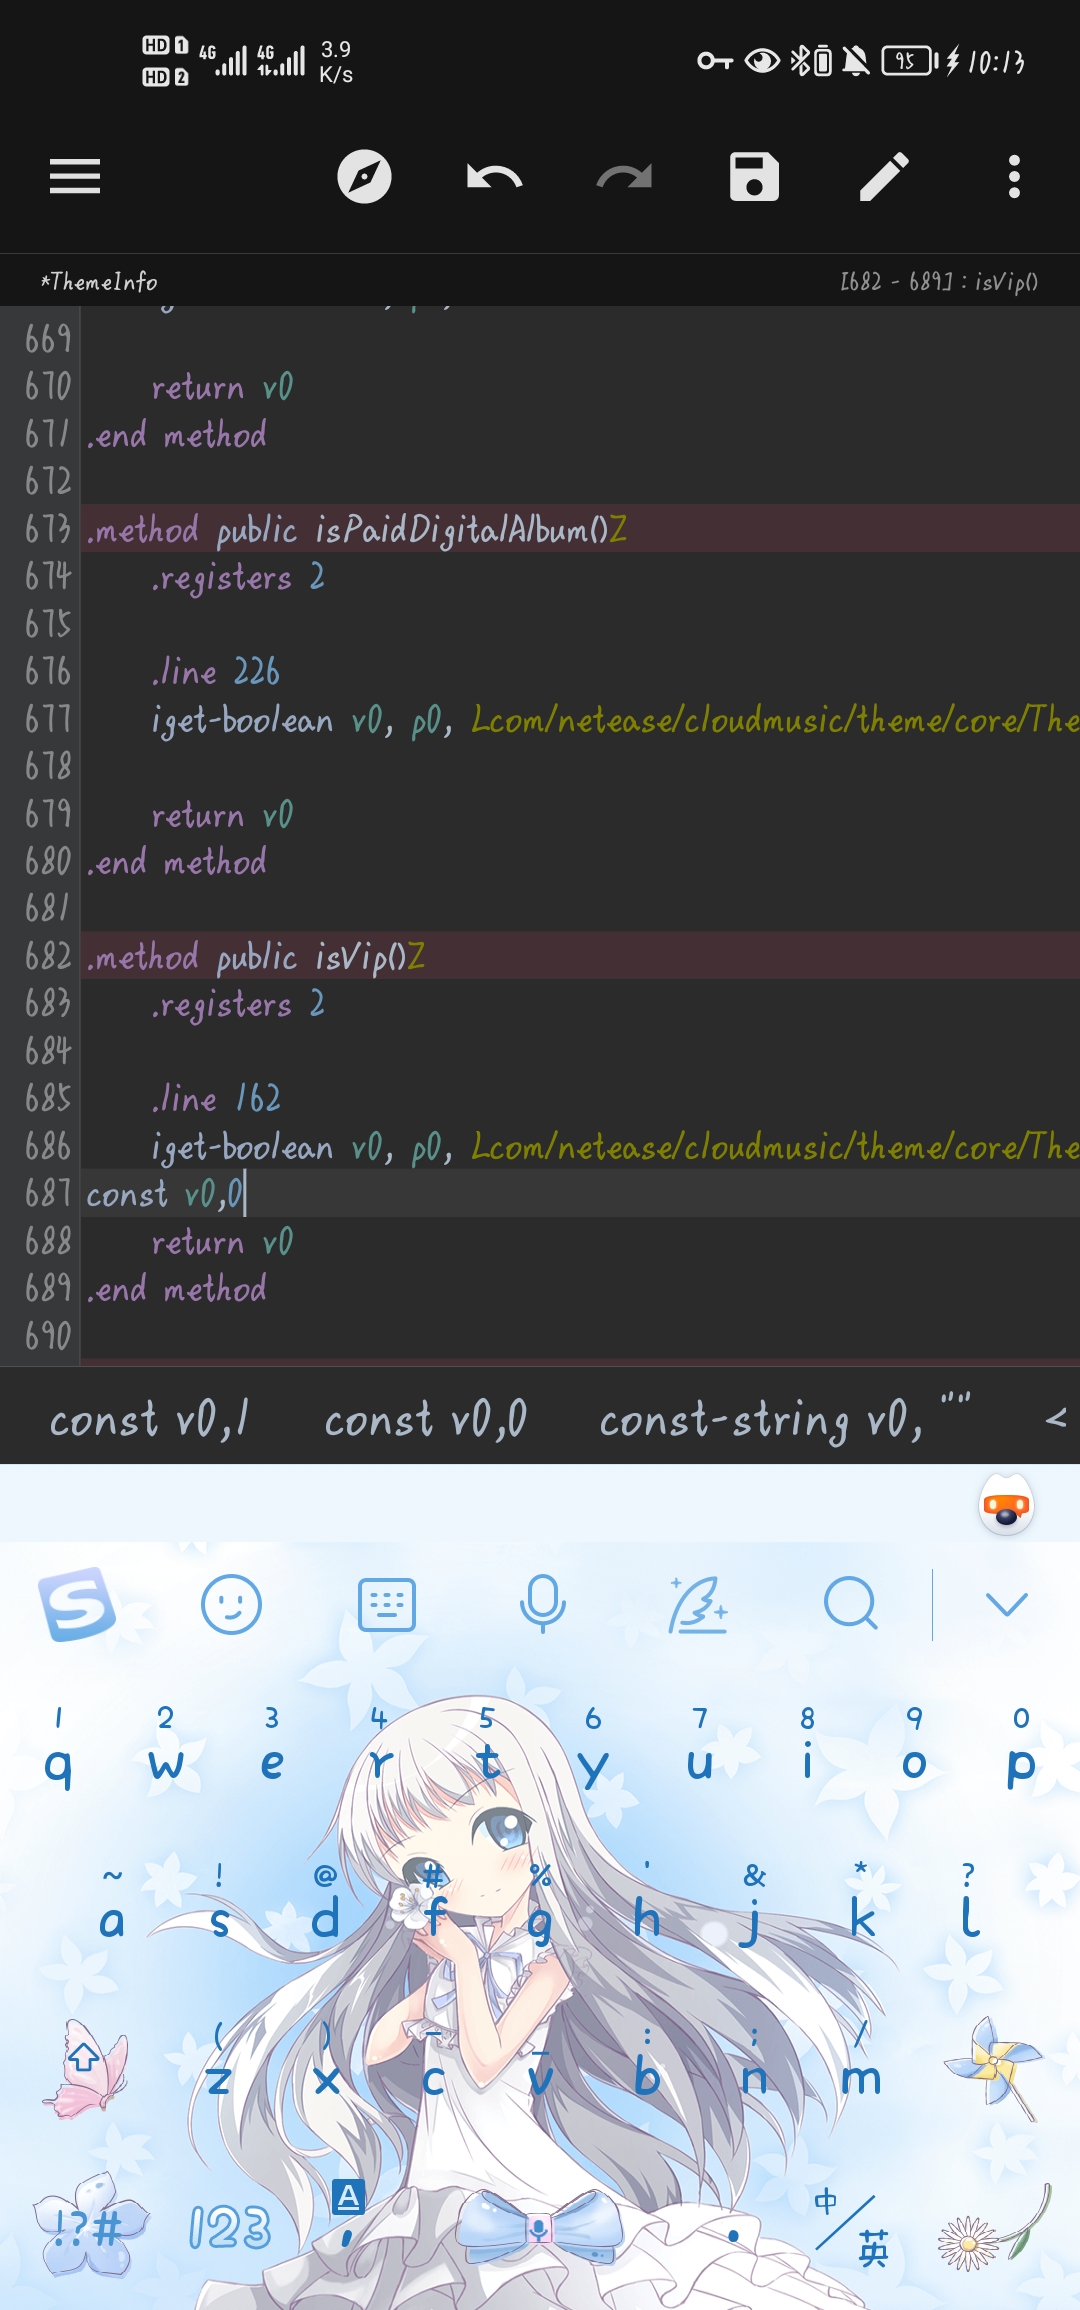 HD 1 4G 4G 3.9
HD 2 K/s
95 10:13
*ThemeInfo [682 - 689] : isVip()
669
670 return v0
671 .end method
672
673 .method public isPaidDigitalAlbum()Z
674 .registers 2
675
676 .line 226
677 iget-boolean v0, p0, Lcom/netease/cloudmusic/theme/core/The
678
679 return v0
680 .end method
681
682 .method public isVip()Z
683 .registers 2
684
685 .line 162
686 iget-boolean v0, p0, Lcom/netease/cloudmusic/theme/core/The
687 const v0,0
688 return v0
689 .end method
690
const v0,1 const v0,0 const-string v0, "" <
S
1 2 3 4 5 6 7 8 9 0
q w e r t y u i o p
~ ! @ # % ' & * ?
a s d f g h j k l
( ) - _ : ; /
z x c v b n m
!?# 123 A , . 中/英